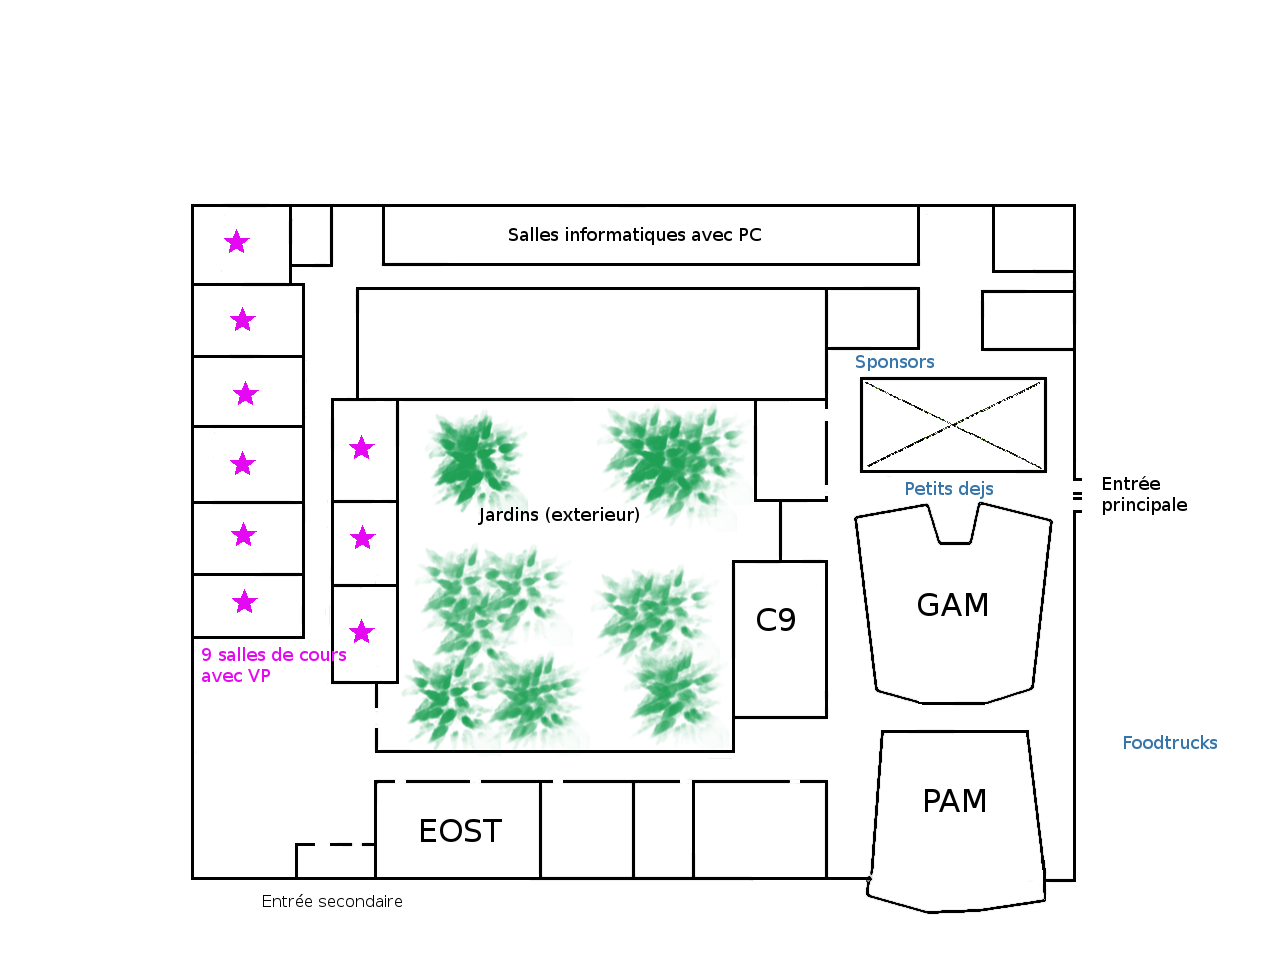 Salles informatiques avec PC
Sponsors
Petits dejs
Entrée
principale
Jardins (exterieur)
GAM
C9
9 salles de cours
avec VP
Foodtrucks
PAM
EOST
Entrée secondaire